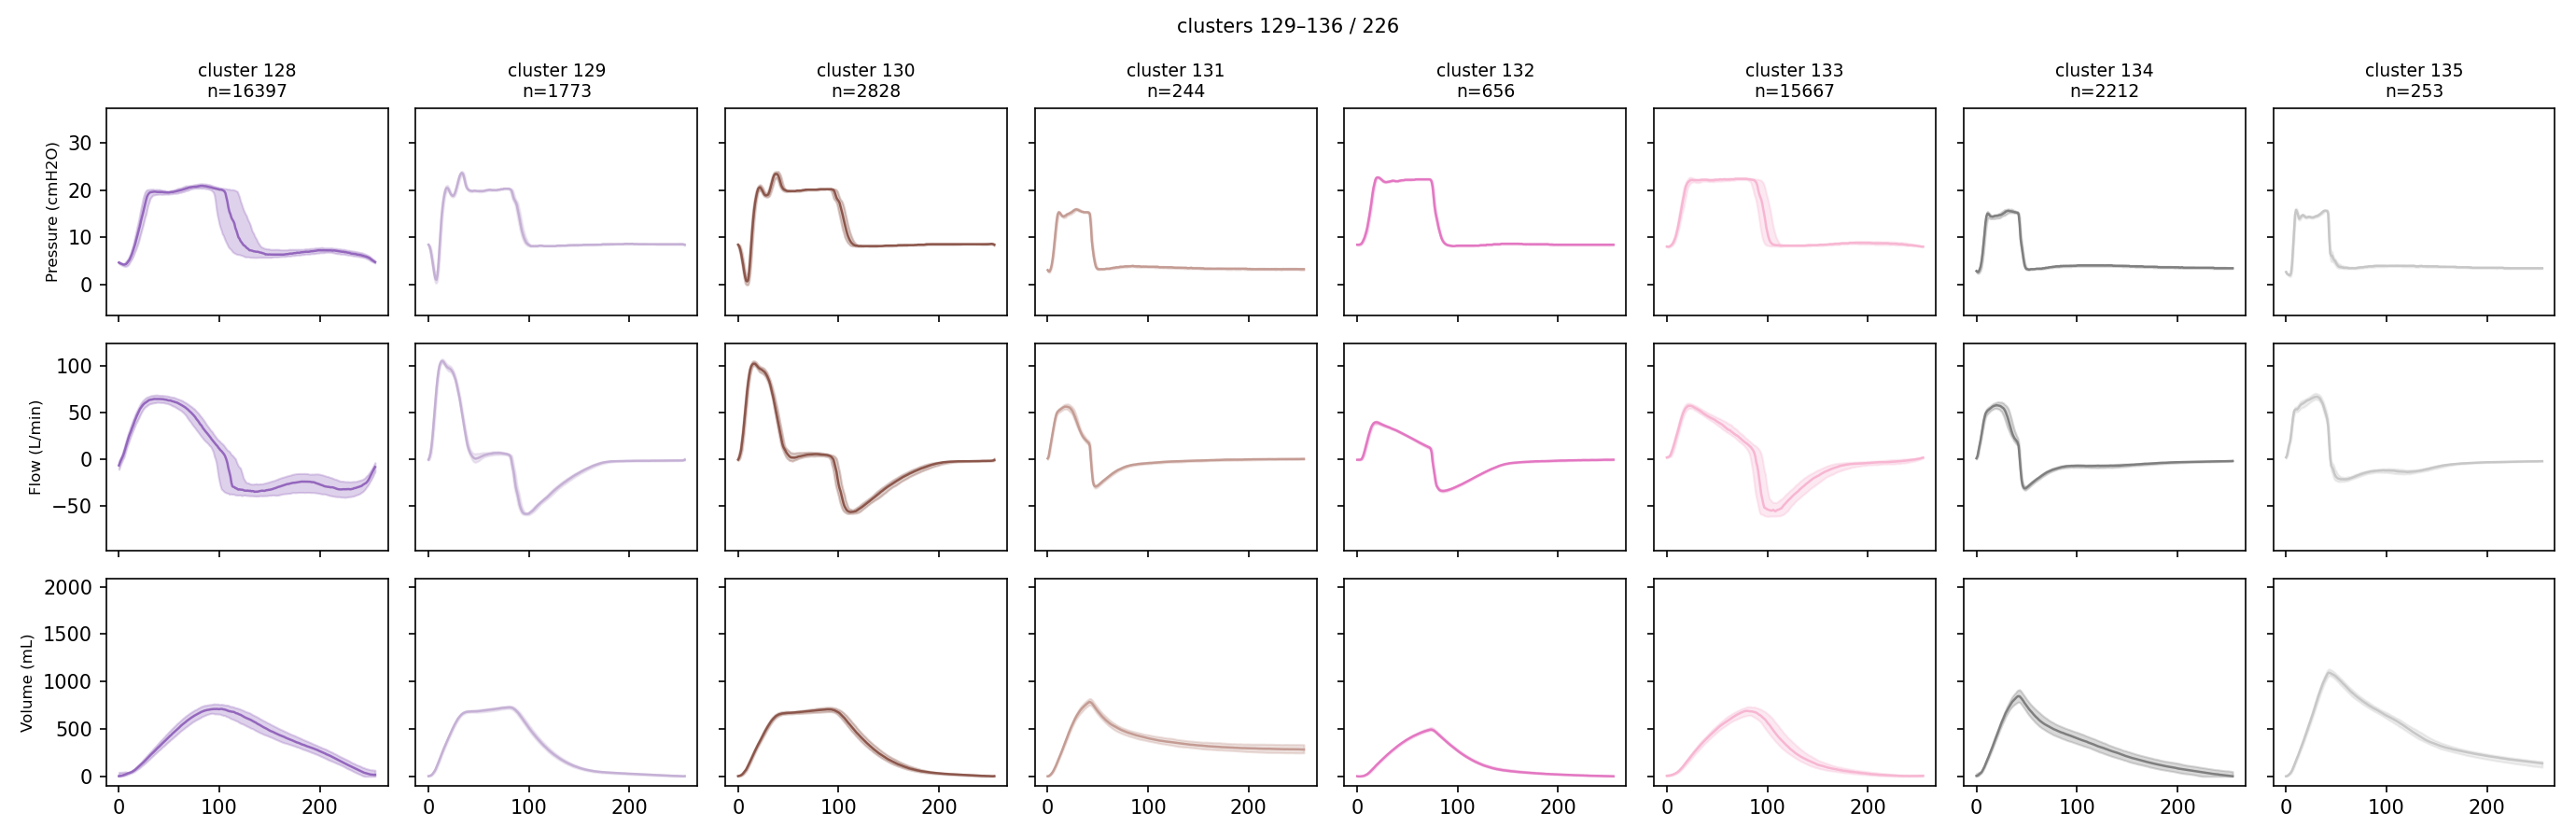 clusters 129–136 / 226
cluster 128
n=16397
cluster 129
n=1773
cluster 130
n=2828
cluster 131
n=244
cluster 132
n=656
cluster 133
n=15667
cluster 134
n=2212
cluster 135
n=253
Pressure (cmH2O)
30
20
10
0
Flow (L/min)
100
50
0
−50
Volume (mL)
2000
1500
1000
500
0
0 100 200
0 100 200
0 100 200
0 100 200
0 100 200
0 100 200
0 100 200
0 100 200